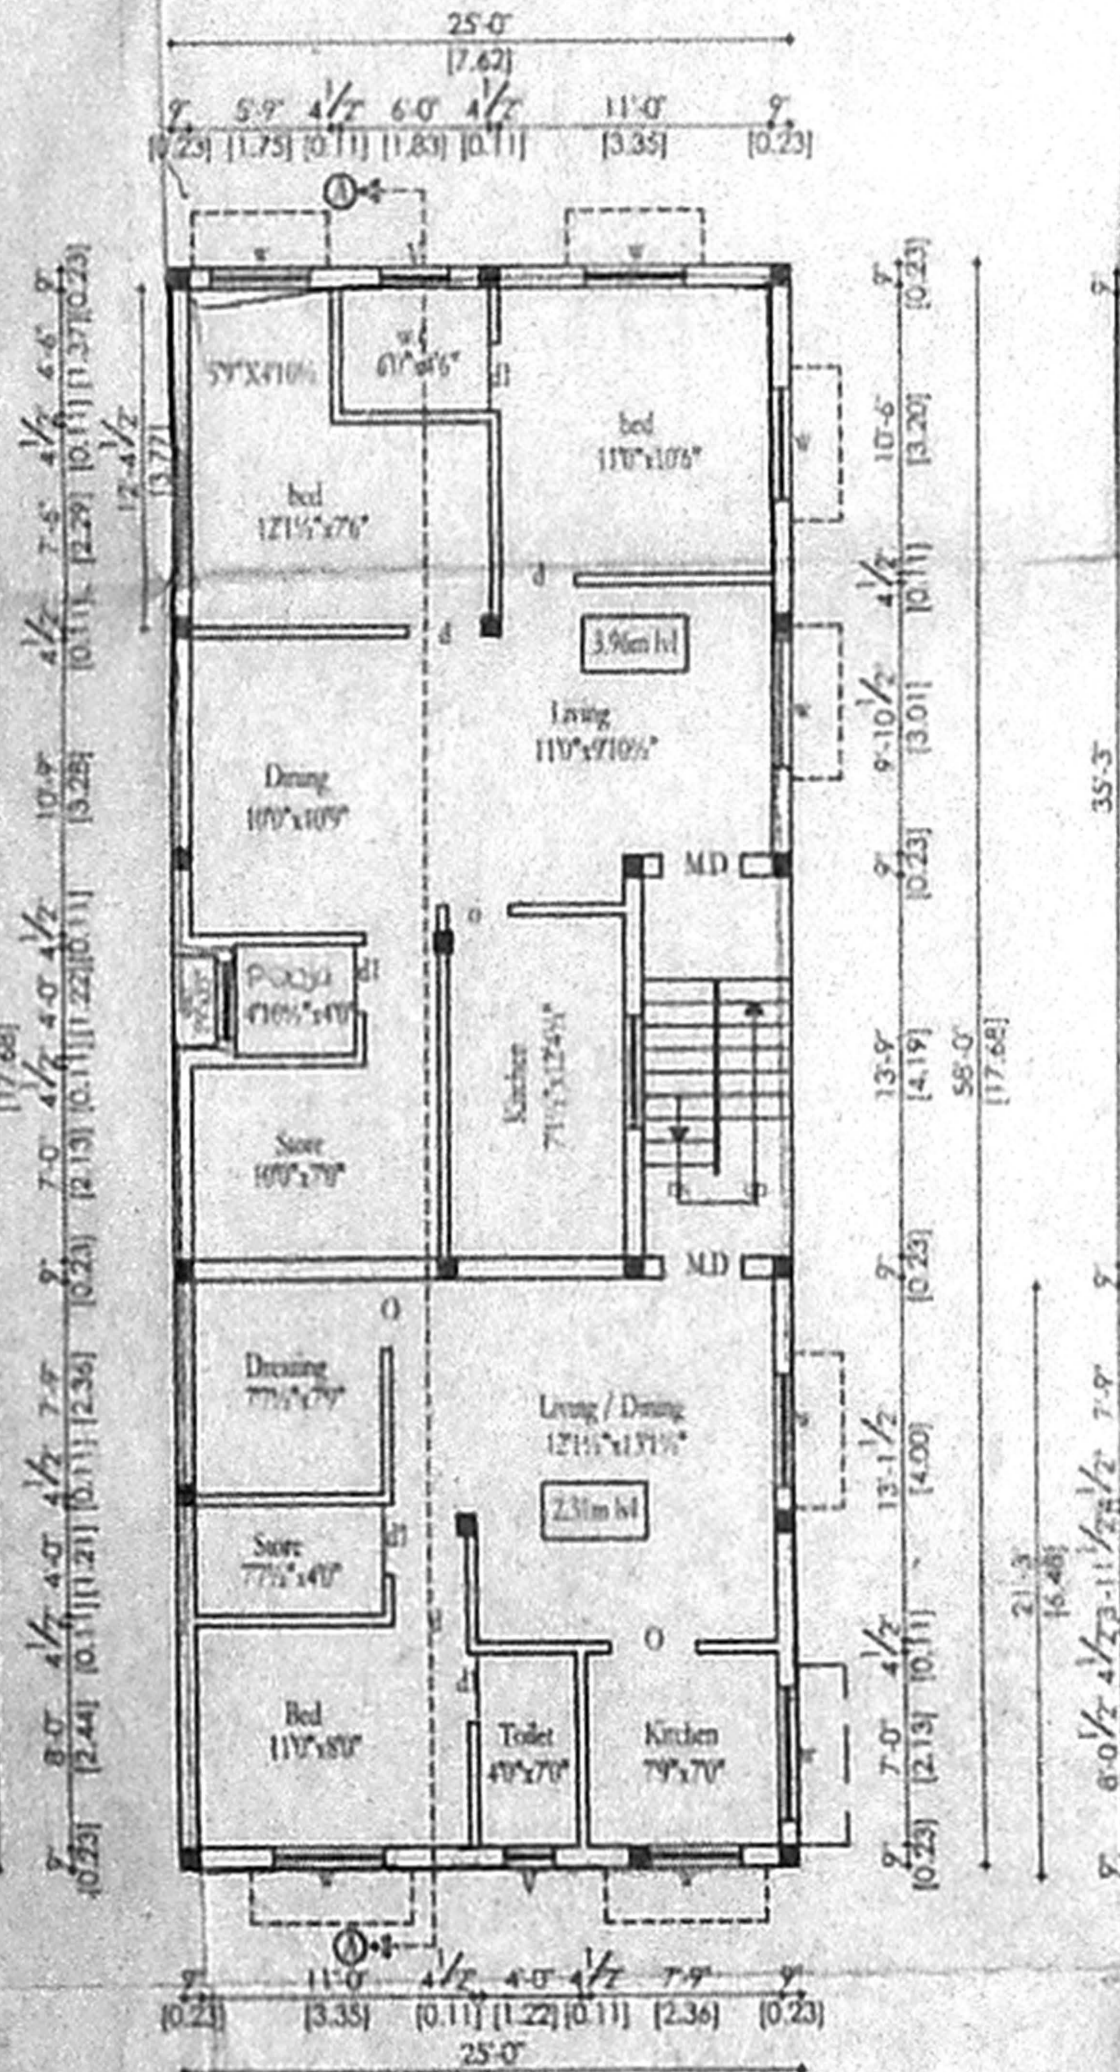 25'-0"
[7.62]
9" 5'-9" 4 1/2" 6'-0" 4 1/2" 11'-0" 9"
[0.23] [1.75] [0.11] [1.83] [0.11] [3.35] [0.23]
A
w w
5'9"X4'10½
6'0"x4'6"
d1
bed
11'0"x10'6"
w
bed
12'1½"x7'6"
d
d
3.96m lvl
Living
11'0"x9'10½"
w
Dining
10'0"x10'9"
M.D
o
Pooja
4'10½"x4'0"
d1
Kitchen
7'1½"x12'4½"
Store
10'0"x7'0"
M.D
O
Dressing
7'7½"x7'9"
Living / Dining
12'1½"x13'1½"
w
2.31m lvl
Store
7'7½"x4'0"
d1
d
O
Bed
11'0"x8'0"
Toilet
4'0"x7'0"
Kitchen
7'9"x7'0"
w
w V w
A
9" 11'-0" 4 1/2" 4'-0" 4 1/2" 7'-9" 9"
[0.23] [3.35] [0.11] [1.22] [0.11] [2.36] [0.23]
25'-0"
9" 8'-0" 4 1/2" 4'-0" 4 1/2" 7'-9" 9" 7'-0" 4 1/2" 4'-0" 4 1/2" 10'-9" 4 1/2" 7'-6" 4 1/2" 4'-6" 9"
[0.23] [2.44] [0.11] [1.21] [0.11] [2.36] [0.23] [2.13] [0.11] [1.22] [0.11] [3.28] [0.11] [2.29] [0.11] [1.37] [0.23]
12'-4 1/2"
[3.77]
[17.68]
9" 7'-0" 4 1/2" 13'-1 1/2" 9" 13'-9" 9" 9'-10 1/2" 4 1/2" 10'-6" 9"
[0.23] [2.13] [0.11] [4.00] [0.23] [4.19] [0.23] [3.01] [0.11] [3.20] [0.23]
58'-0"
[17.68]
21'-3"
[6.48]
35'-3"
9"
9"
7'-9"
9"